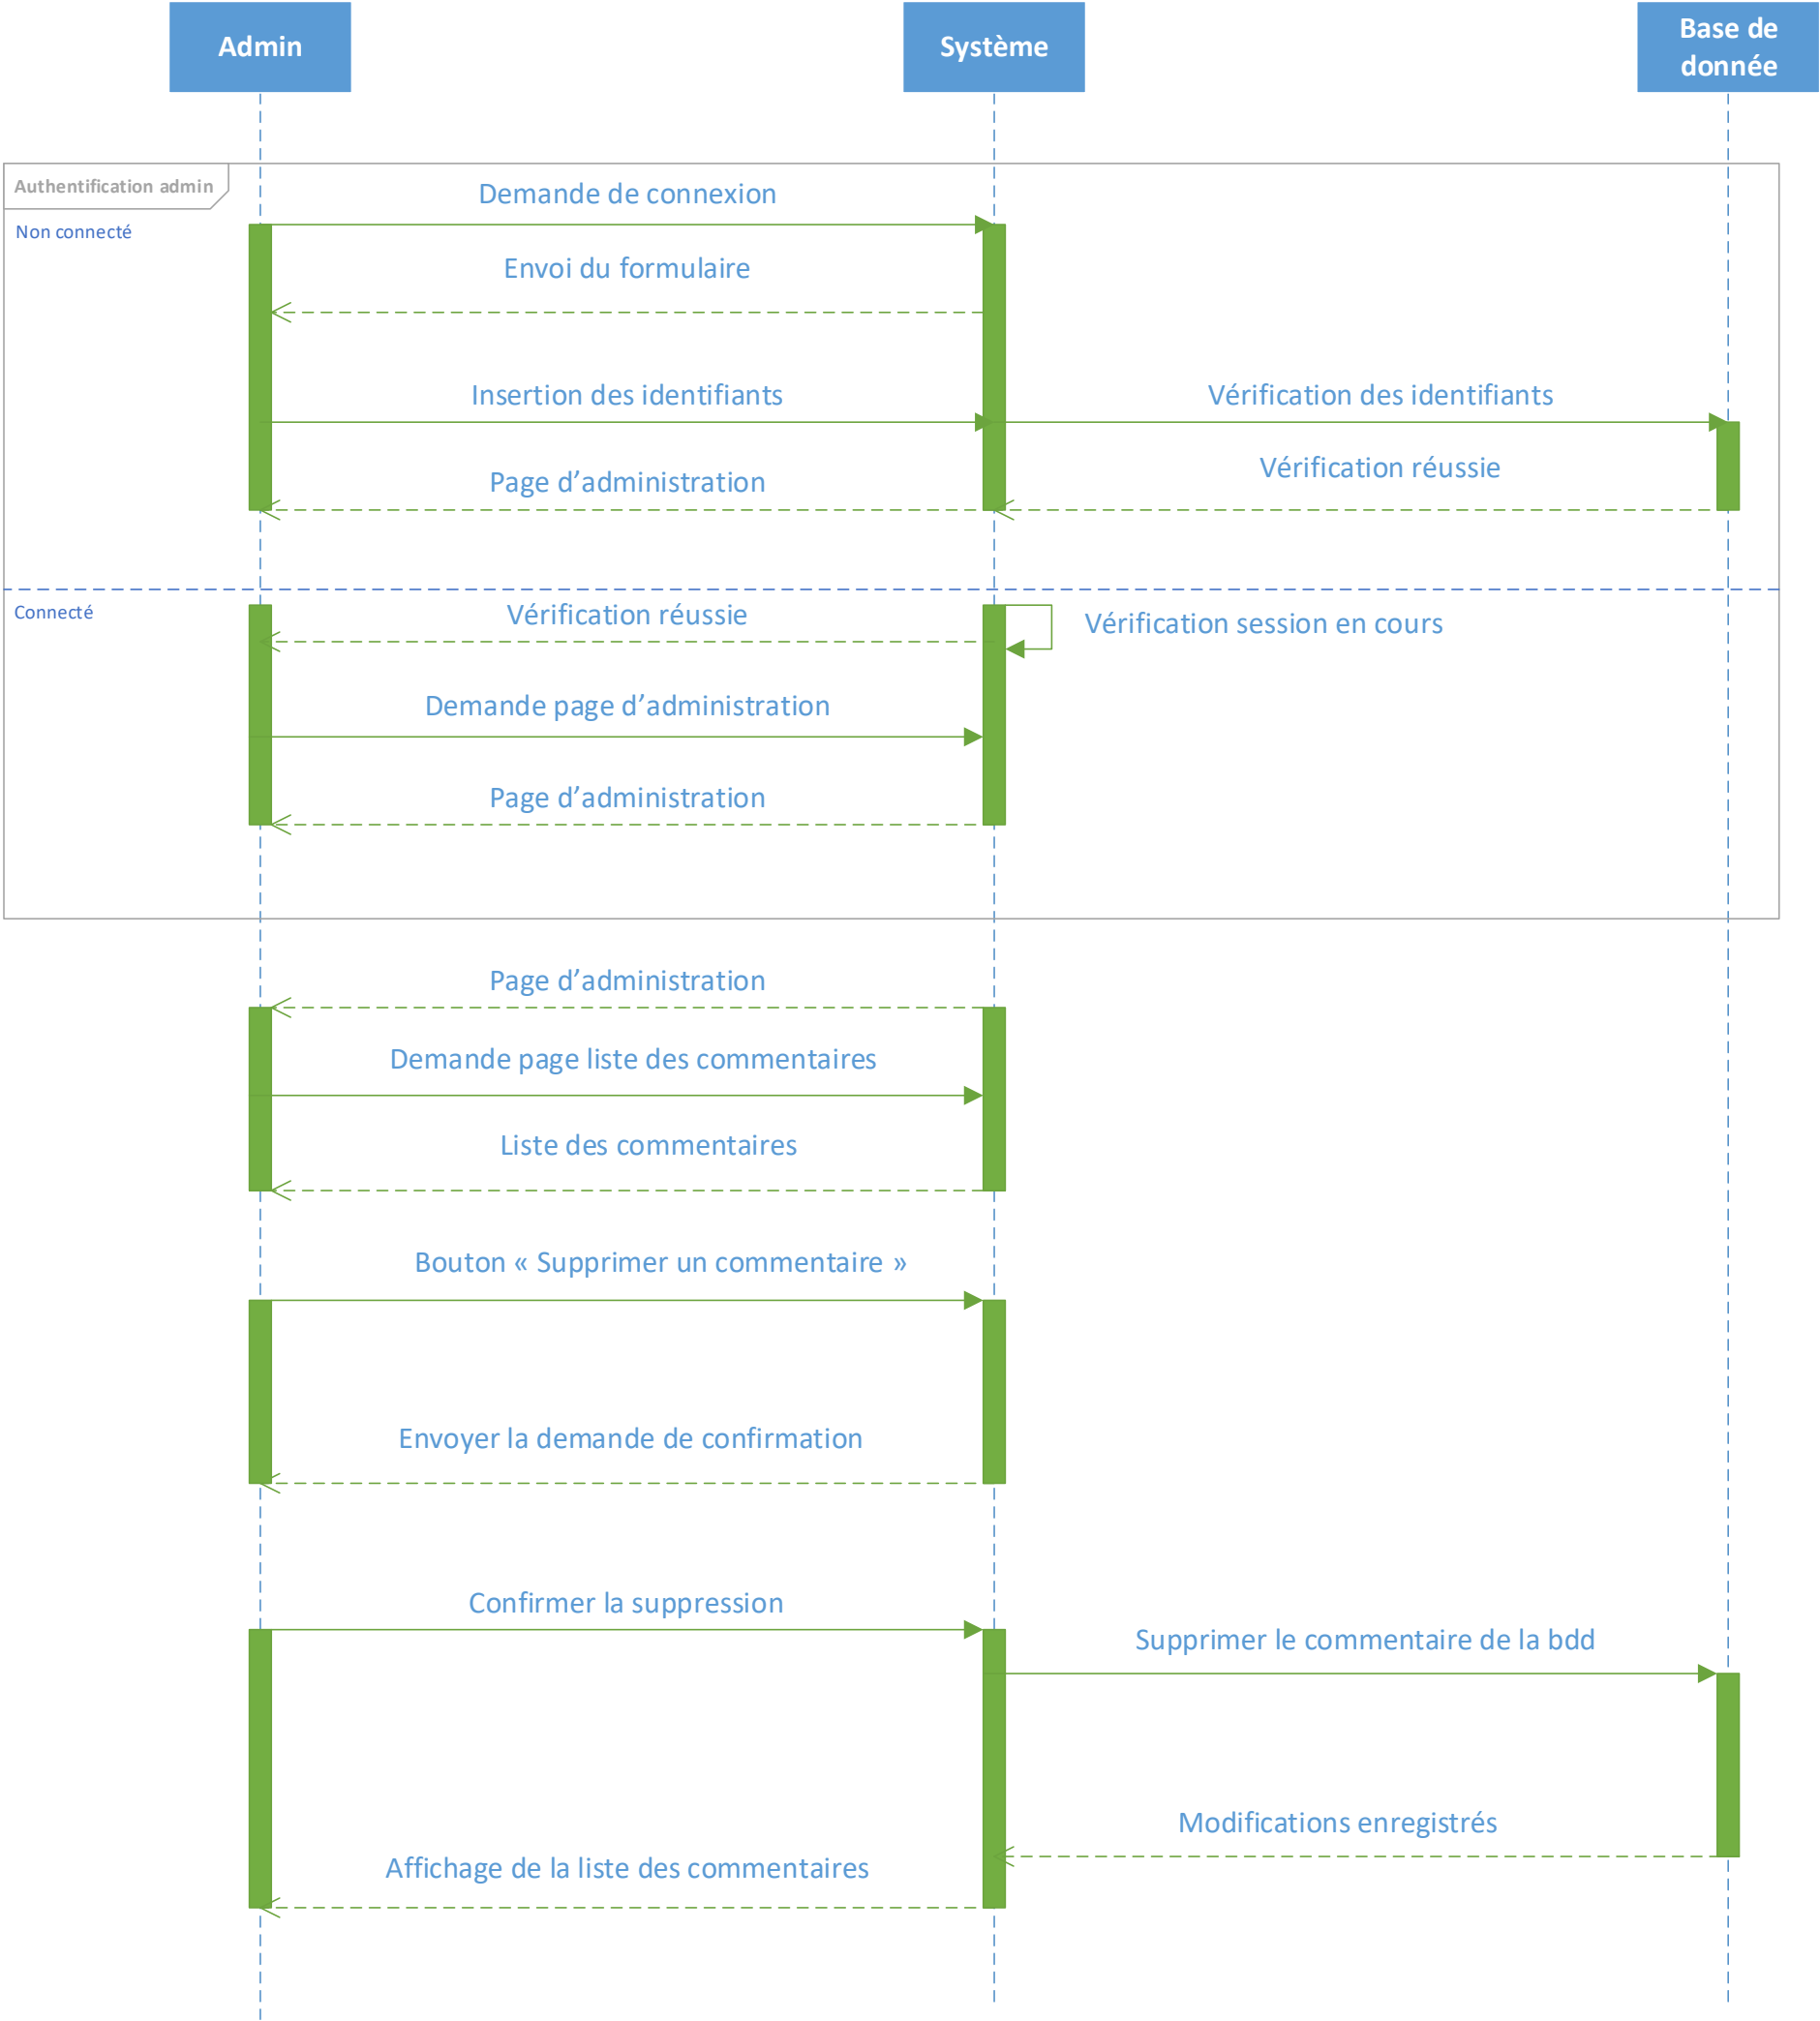 Admin
Système
Base de
donnée
Authentification admin
Demande de connexion
Non connecté
Envoi du formulaire
Insertion des identifiants
Vérification des identifiants
Vérification réussie
Page d’administration
Connecté
Vérification réussie
Vérification session en cours
Demande page d’administration
Page d’administration
Page d’administration
Demande page liste des commentaires
Liste des commentaires
Bouton « Supprimer un commentaire »
Envoyer la demande de confirmation
Confirmer la suppression
Supprimer le commentaire de la bdd
Modifications enregistrés
Affichage de la liste des commentaires